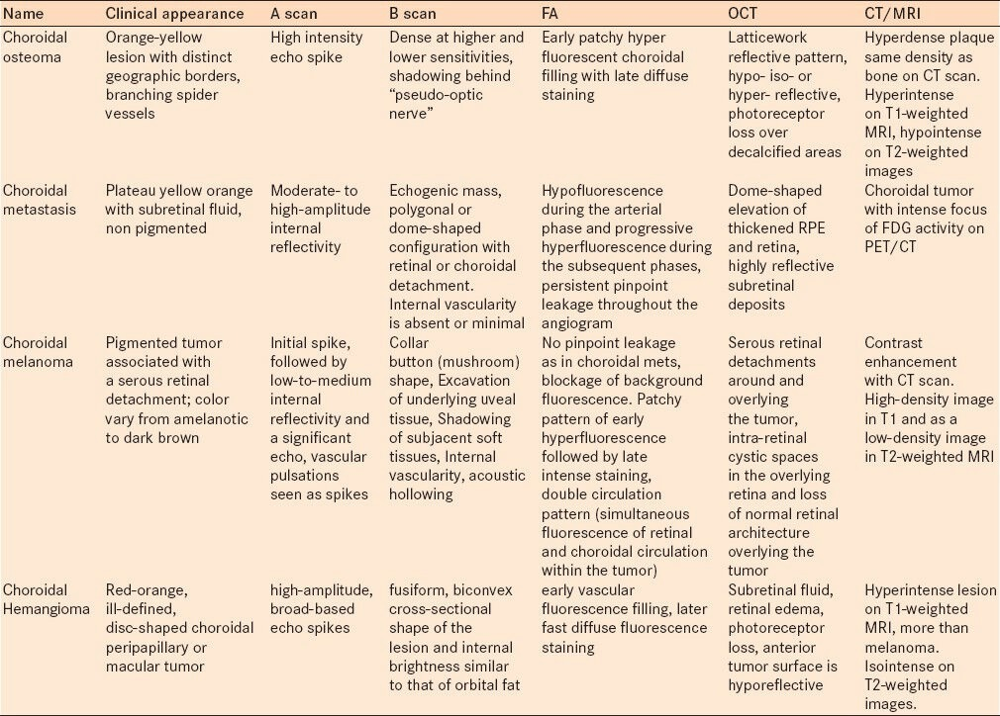 Name
Clinical appearance
A scan
B scan
FA
OCT
CT/MRI
Choroidal
osteoma
Orange-yellow
lesion with distinct
geographic borders,
branching spider
vessels
High intensity
echo spike
Dense at higher and
lower sensitivities,
shadowing behind
“pseudo-optic
nerve”
Early patchy hyper
fluorescent choroidal
filling with late diffuse
staining
Latticework
reflective pattern,
hypo- iso- or
hyper- reflective,
photoreceptor
loss over
decalcified areas
Hyperdense plaque
same density as
bone on CT scan.
Hyperintense
on T1-weighted
MRI, hypointense
on T2-weighted
images
Choroidal
metastasis
Plateau yellow orange
with subretinal fluid,
non pigmented
Moderate- to
high-amplitude
internal
reflectivity
Echogenic mass,
polygonal or
dome-shaped
configuration with
retinal or choroidal
detachment.
Internal vascularity
is absent or minimal
Hypofluorescence
during the arterial
phase and progressive
hyperfluorescence during
the subsequent phases,
persistent pinpoint
leakage throughout the
angiogram
Dome-shaped
elevation of
thickened RPE
and retina,
highly reflective
subretinal
deposits
Choroidal tumor
with intense focus
of FDG activity on
PET/CT
Choroidal
melanoma
Pigmented tumor
associated with
a serous retinal
detachment; color
vary from amelanotic
to dark brown
Initial spike,
followed by
low-to-medium
internal
reflectivity and
a significant
echo, vascular
pulsations
seen as spikes
Collar
button (mushroom)
shape, Excavation
of underlying uveal
tissue, Shadowing
of subjacent soft
tissues, Internal
vascularity, acoustic
hollowing
No pinpoint leakage
as in choroidal mets,
blockage of background
fluorescence. Patchy
pattern of early
hyperfluorescence
followed by late
intense staining,
double circulation
pattern (simultaneous
fluorescence of retinal
and choroidal circulation
within the tumor)
Serous retinal
detachments
around and
overlying
the tumor,
intra-retinal
cystic spaces
in the overlying
retina and loss
of normal retinal
architecture
overlying the
tumor
Contrast
enhancement
with CT scan.
High-density image
in T1 and as a
low-density image
in T2-weighted MRI
Choroidal
Hemangioma
Red-orange,
ill-defined,
disc-shaped choroidal
peripapillary or
macular tumor
high-amplitude,
broad-based
echo spikes
fusiform, biconvex
cross-sectional
shape of the
lesion and internal
brightness similar
to that of orbital fat
early vascular
fluorescence filling, later
fast diffuse fluorescence
staining
Subretinal fluid,
retinal edema,
photoreceptor
loss, anterior
tumor surface is
hyporeflective
Hyperintense lesion
on T1-weighted
MRI, more than
melanoma.
Isointense on
T2-weighted
images.